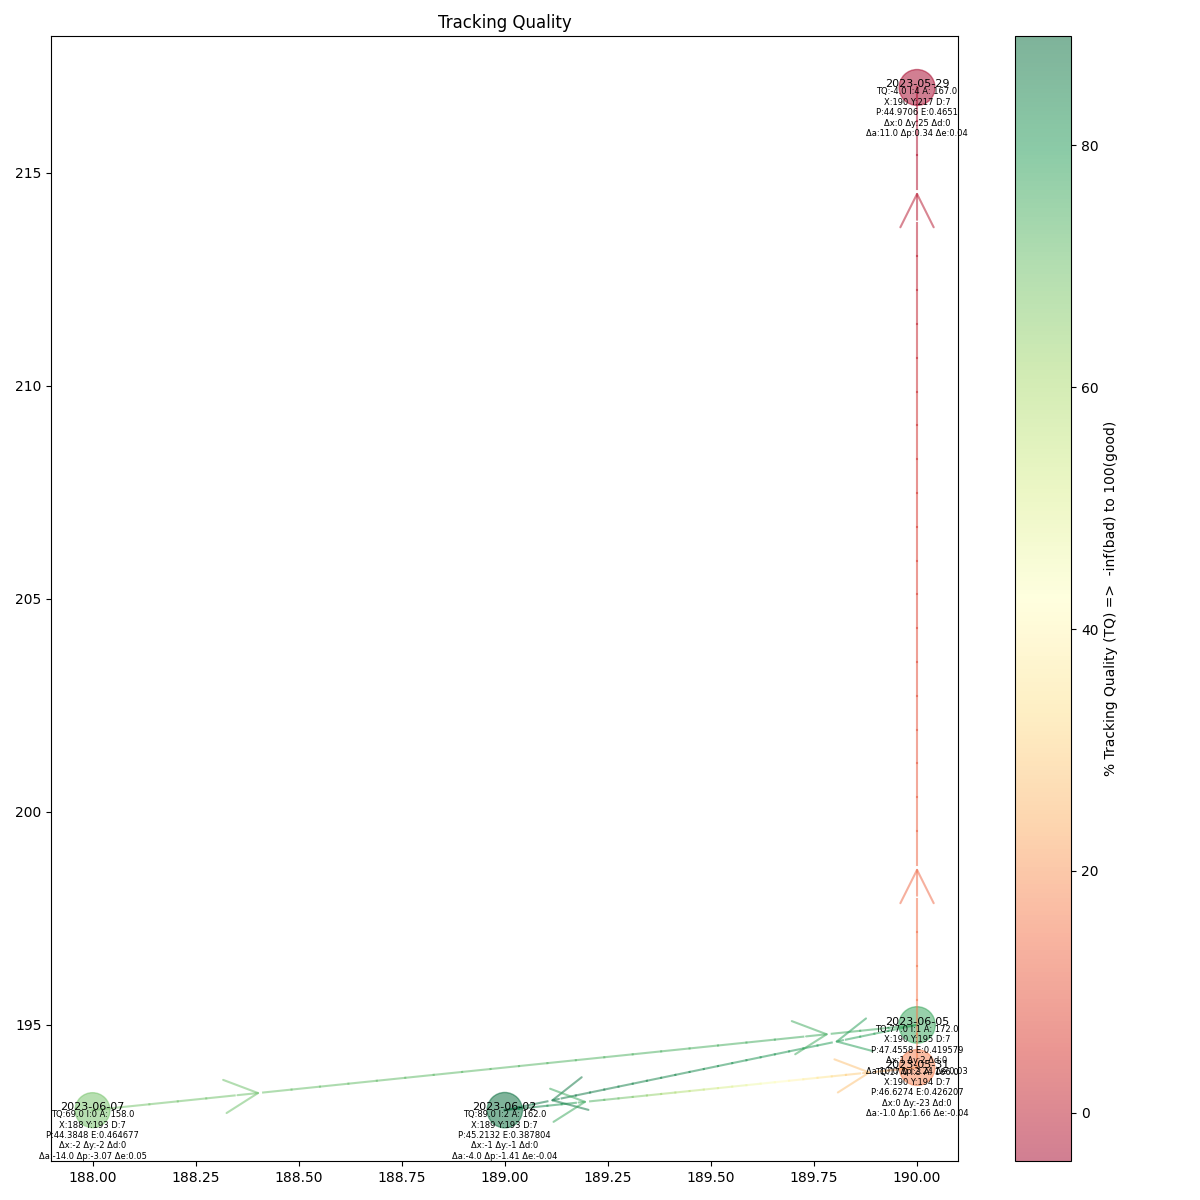 Tracking Quality
2023-05-29
TQ:-4.0 I:4 A: 167.0
X:190 Y:217 D:7
P:44.9706 E:0.4651
Δx:0 Δy:25 Δd:0
Δa:11.0 Δp:0.34 Δe:0.04
215
210
205
200
195
2023-06-05
TQ:77.0 I:1 A: 172.0
X:190 Y:195 D:7
P:47.4558 E:0.419579
2023-05-31
X:190 Y:194 D:7
P:46.6274 E:0.426207
Δx:0 Δy:-23 Δd:0
Δa:-1.0 Δp:1.66 Δe:-0.04
2023-06-07
TQ:69.0 I:0 A: 158.0
X:188 Y:193 D:7
P:44.3848 E:0.464677
Δx:-2 Δy:-2 Δd:0
Δa:-14.0 Δp:-3.07 Δe:0.05
2023-06-02
TQ:89.0 I:2 A: 162.0
X:189 Y:193 D:7
P:45.2132 E:0.387804
Δx:-1 Δy:-1 Δd:0
Δa:-4.0 Δp:-1.41 Δe:-0.04
188.00 188.25 188.50 188.75 189.00 189.25 189.50 189.75 190.00
80
60
40
20
0
% Tracking Quality (TQ) => -inf(bad) to 100(good)